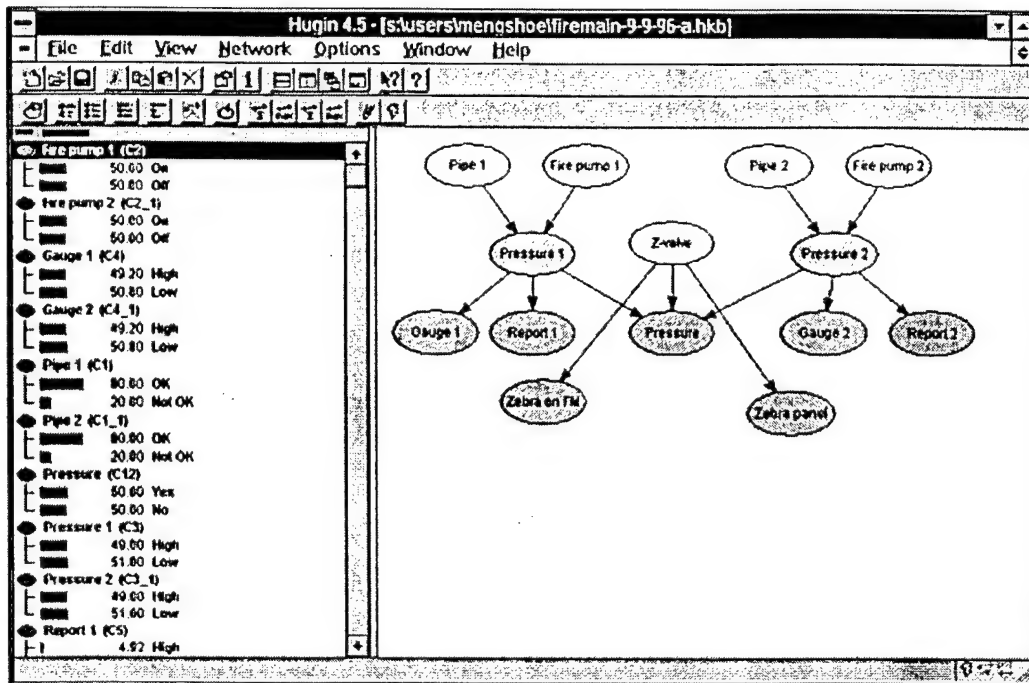 Hugin 4.5 - [s:\users\mengshoe\firemain-9-9-96-a.hkb]
File Edit View Network Options Window Help
Fire pump 1 (C2)
50.00 On
50.00 Off
Fire pump 2 (C2_1)
50.00 On
50.00 Off
Gauge 1 (C4)
49.20 High
50.80 Low
Gauge 2 (C4_1)
49.20 High
50.80 Low
Pipe 1 (C1)
80.00 OK
20.00 Not OK
Pipe 2 (C1_1)
80.00 OK
20.00 Not OK
Pressure (C12)
50.00 Yes
50.00 No
Pressure 1 (C3)
49.00 High
51.00 Low
Pressure 2 (C3_1)
49.00 High
51.00 Low
Report 1 (C5)
4.92 High
Pipe 1 Fire pump 1 Pipe 2 Fire pump 2
Pressure 1 Z-valve Pressure 2
Gauge 1 Report 1 Pressure Gauge 2 Report 2
Zebra on FM Zebra panel